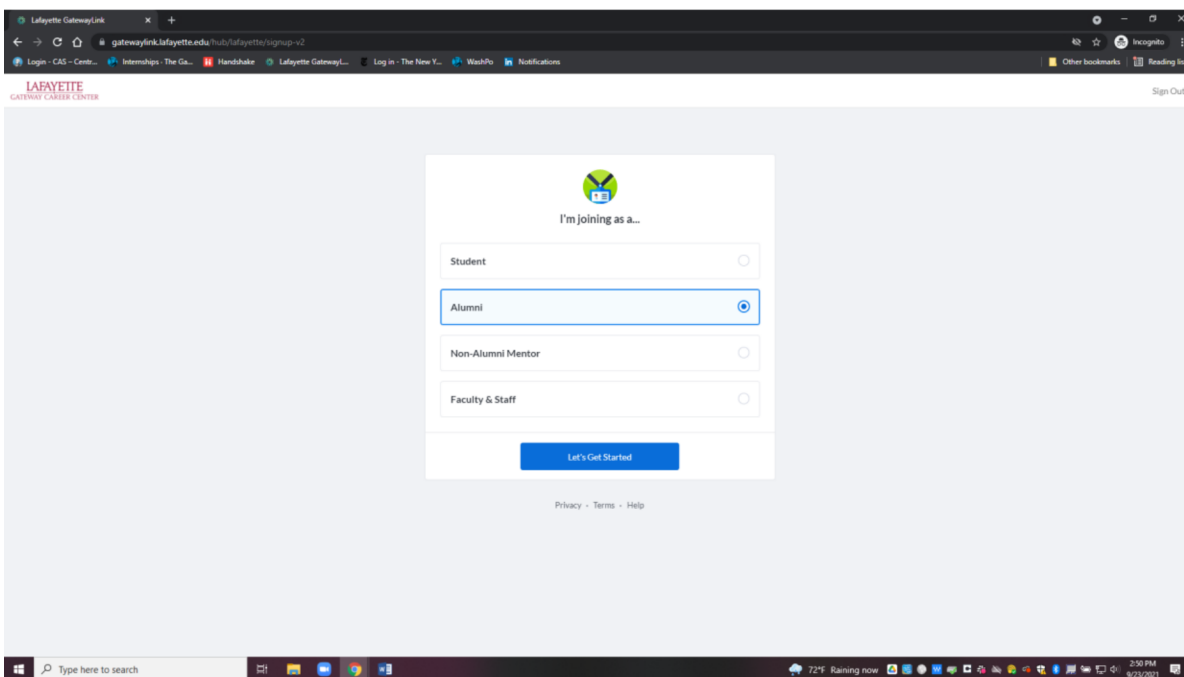 Lafayette GatewayLink
gatewaylink.lafayette.edu/hub/lafayette/signup-v2
Incognito
Login - CAS – Centr...
Internships - The Ga...
Handshake
Lafayette GatewayL...
Log in - The New Y...
WashPo
Notifications
Other bookmarks
Reading lis
LAFAYETTE
GATEWAY CAREER CENTER
Sign Out
I'm joining as a...
Student
Alumni
Non-Alumni Mentor
Faculty & Staff
Let's Get Started
Privacy - Terms - Help
Type here to search
72°F Raining now
2:50 PM
9/23/2021